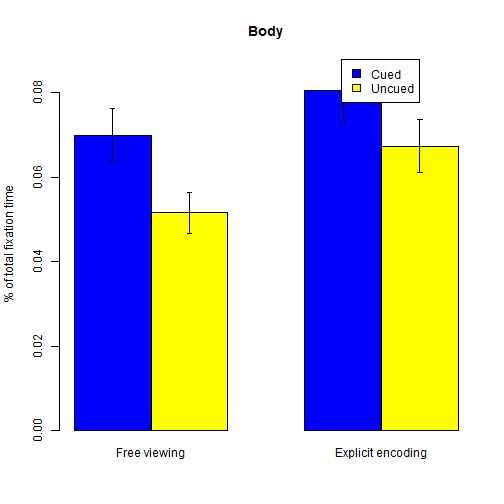 Body
Cued
Uncued
% of total fixation time
0.08
0.06
0.04
0.02
0.00
Free viewing
Explicit encoding